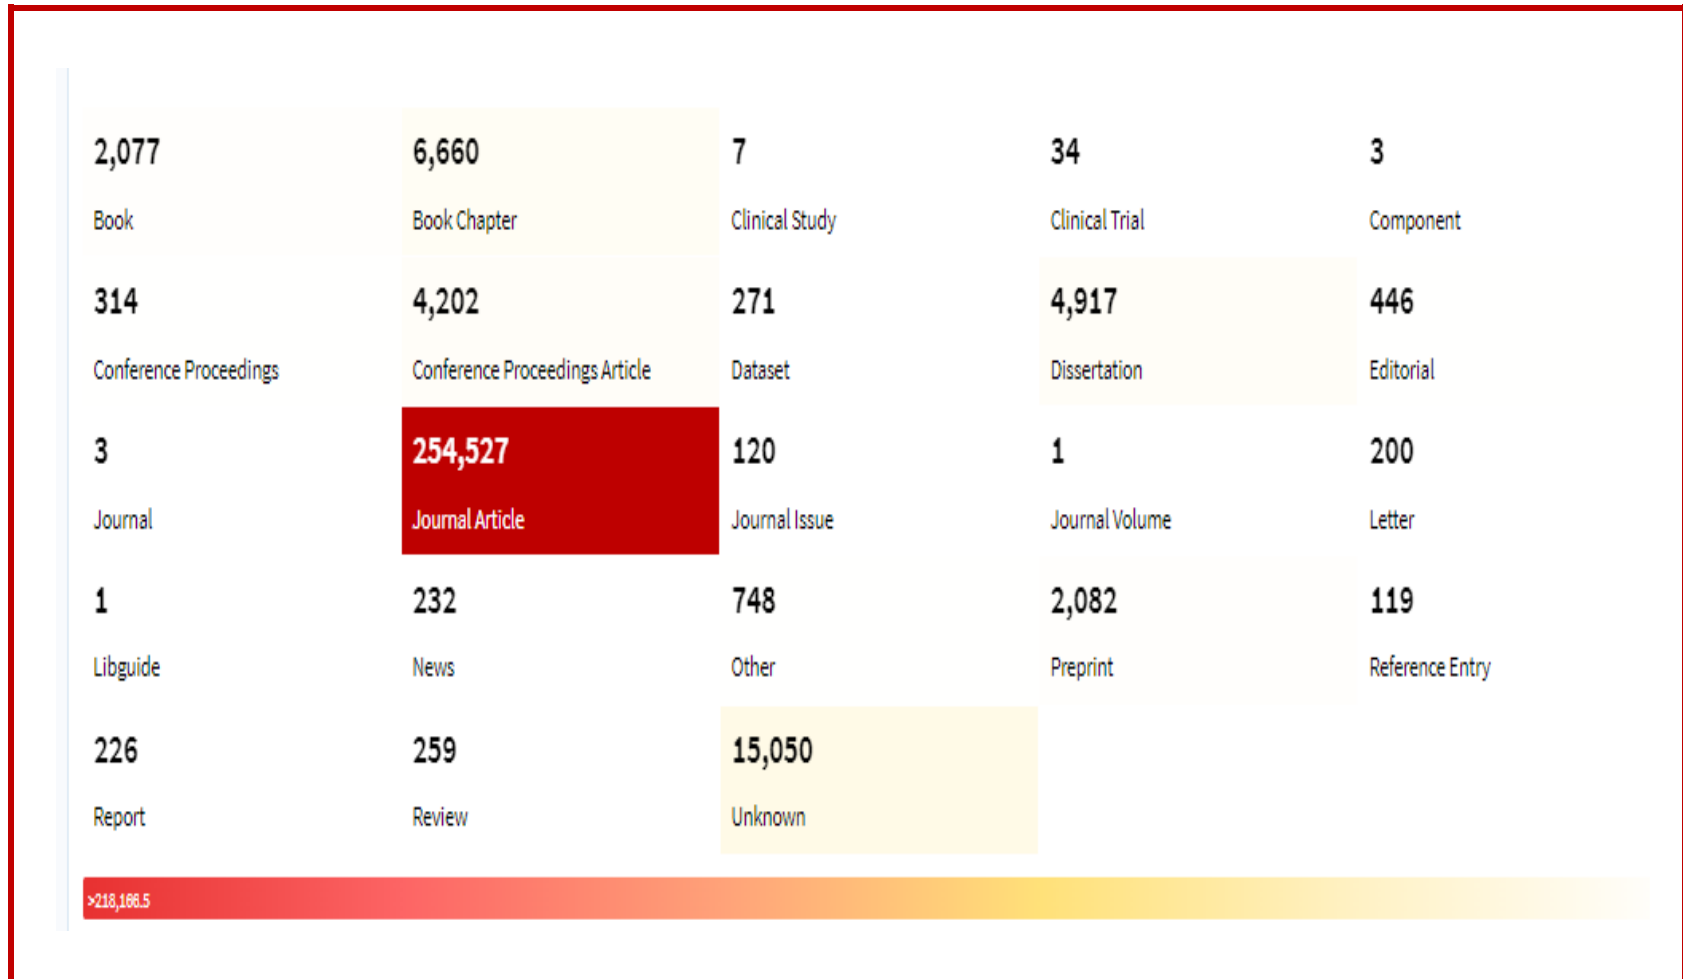 2,077 6,660 7 34 3
Book Book Chapter Clinical Study Clinical Trial Component
314 4,202 271 4,917 446
Conference Proceedings Conference Proceedings Article Dataset Dissertation Editorial
3 254,527 120 1 200
Journal Journal Article Journal Issue Journal Volume Letter
1 232 748 2,082 119
Libguide News Other Preprint Reference Entry
226 259 15,050
Report Review Unknown
>218,166.5